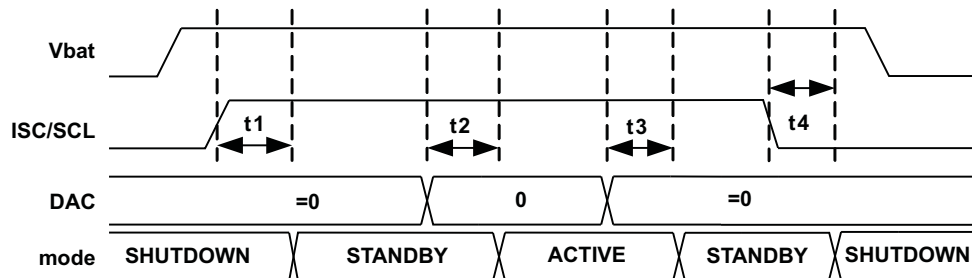 Vbat
ISC/SCL
t1
t2
t3
t4
DAC
=0
0
=0
mode
SHUTDOWN
STANDBY
ACTIVE
STANDBY
SHUTDOWN